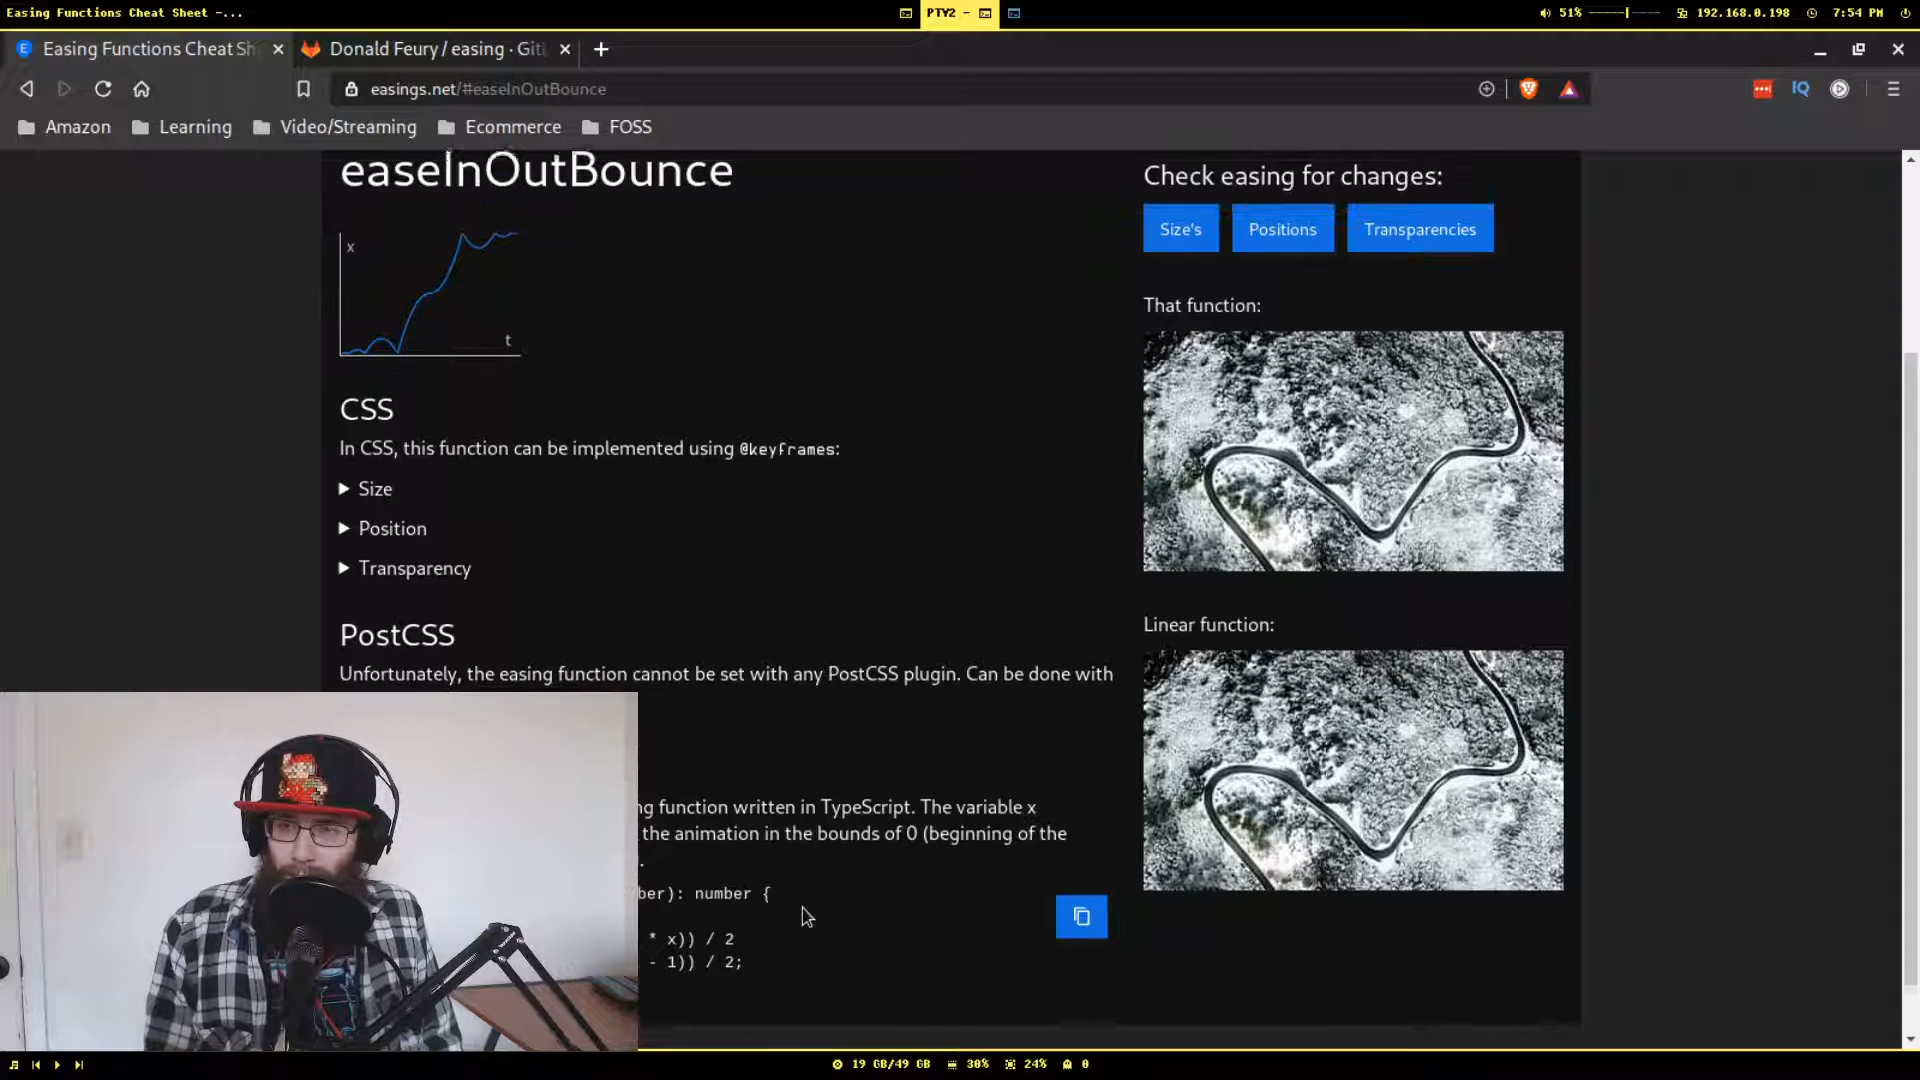 Easing Functions Cheat Sheet -...
PTY2 -
51%
192.168.0.198
7:54 PM
Easing Functions Cheat Sh
Donald Feury / easing · Gitl
easings.net/#easeInOutBounce
IQ
Amazon
Learning
Video/Streaming
Ecommerce
FOSS
easeInOutBounce
x
t
CSS
In CSS, this function can be implemented using @keyframes:
Size
Position
Transparency
PostCSS
Unfortunately, the easing function cannot be set with any PostCSS plugin. Can be done with
ng function written in TypeScript. The variable x
the animation in the bounds of 0 (beginning of the
.
ber): number {
* x)) / 2
- 1)) / 2;
Check easing for changes:
Size's
Positions
Transparencies
That function:
Linear function:
19 GB/49 GB
30%
24%
0